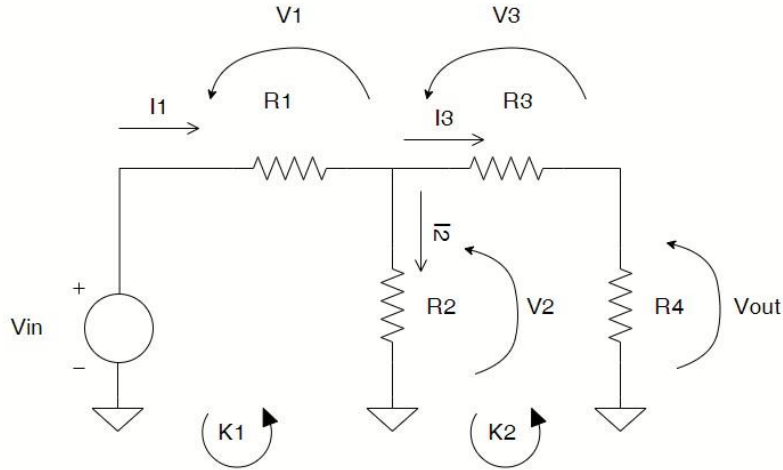 V1
V3
I1
R1
I3
R3
I2
+
Vin
-
R2
V2
R4
Vout
K1
K2